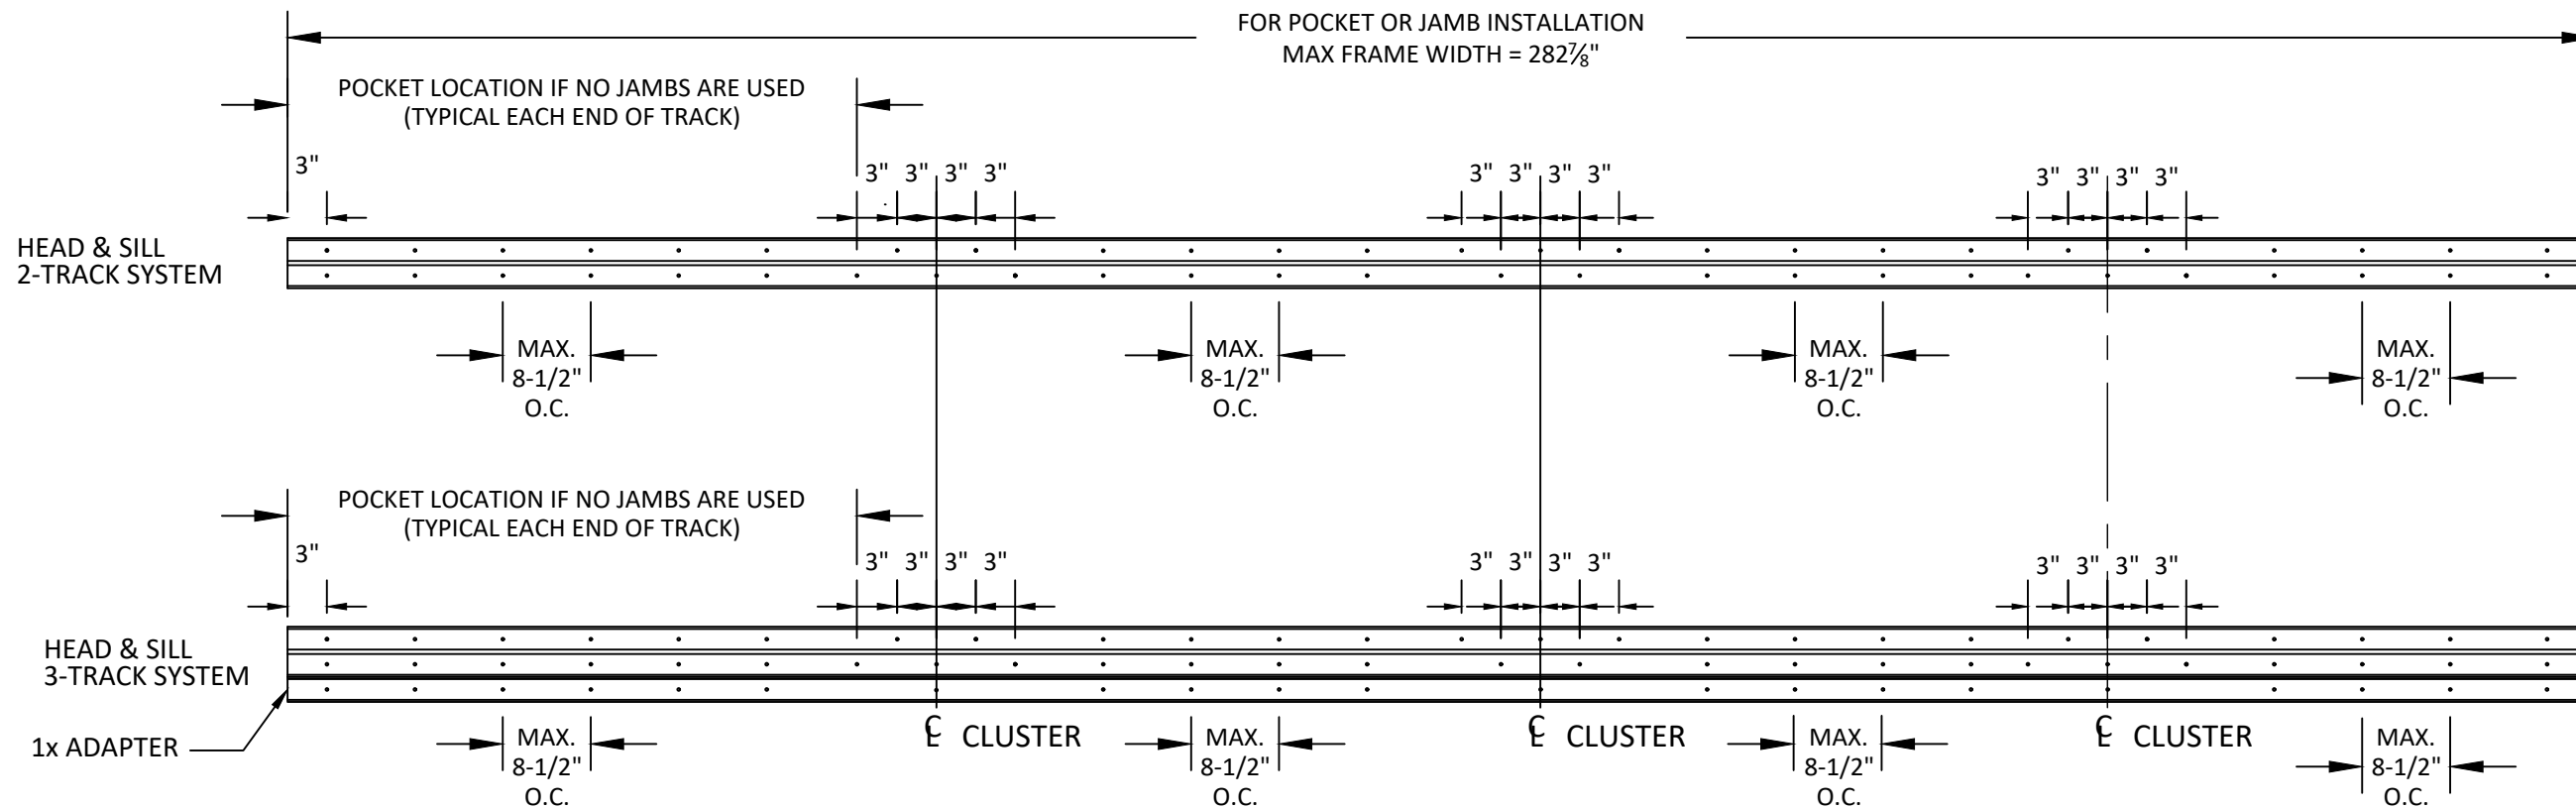 FOR POCKET OR JAMB INSTALLATION
MAX FRAME WIDTH = 282⅞"
POCKET LOCATION IF NO JAMBS ARE USED
(TYPICAL EACH END OF TRACK)
3"
3" 3" 3" 3"
3" 3" 3" 3"
3" 3" 3" 3"
HEAD & SILL
2-TRACK SYSTEM
MAX.
8-1/2"
O.C.
MAX.
8-1/2"
O.C.
MAX.
8-1/2"
O.C.
MAX.
8-1/2"
O.C.
POCKET LOCATION IF NO JAMBS ARE USED
(TYPICAL EACH END OF TRACK)
3"
3" 3" 3" 3"
3" 3" 3" 3"
3" 3" 3" 3"
HEAD & SILL
3-TRACK SYSTEM
1x ADAPTER
MAX.
8-1/2"
O.C.
℄ CLUSTER
MAX.
8-1/2"
O.C.
℄ CLUSTER
MAX.
8-1/2"
O.C.
℄ CLUSTER
MAX.
8-1/2"
O.C.